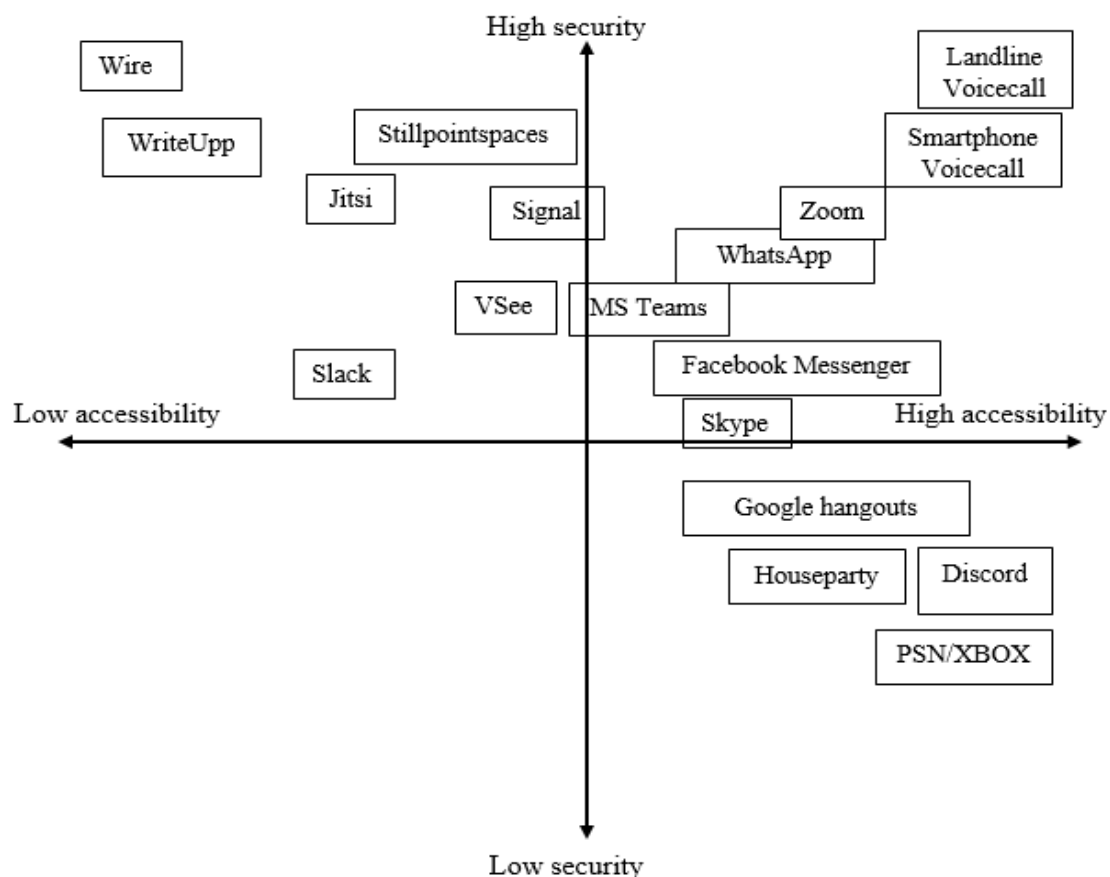 High security
Wire
Landline
Voicecall
WriteUpp
Stillpointspaces
Smartphone
Voicecall
Jitsi
Signal
Zoom
WhatsApp
VSee
MS Teams
Slack
Facebook Messenger
Low accessibility
High accessibility
Skype
Google hangouts
Houseparty
Discord
PSN/XBOX
Low security